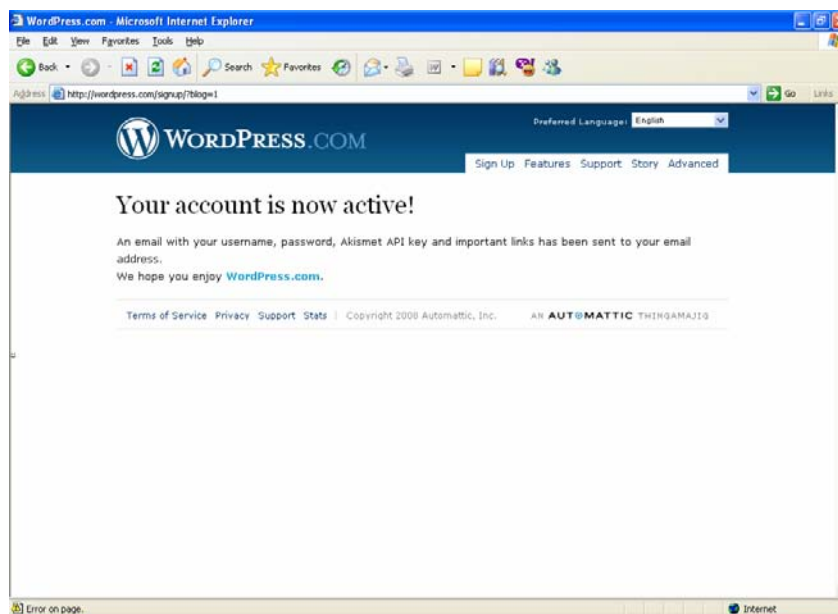 WordPress.com - Microsoft Internet Explorer
File Edit View Favorites Tools Help
Back Search Favorites
Address http://wordpress.com/signup/?blog=1 Go Links
Preferred Language: English
WORDPRESS.COM
Sign Up Features Support Story Advanced
Your account is now active!
An email with your username, password, Akismet API key and important links has been sent to your email
address.
We hope you enjoy WordPress.com.
Terms of Service Privacy Support Stats | Copyright 2008 Automattic, Inc. AN AUTOMATTIC THINGAMAJIG
Error on page. Internet